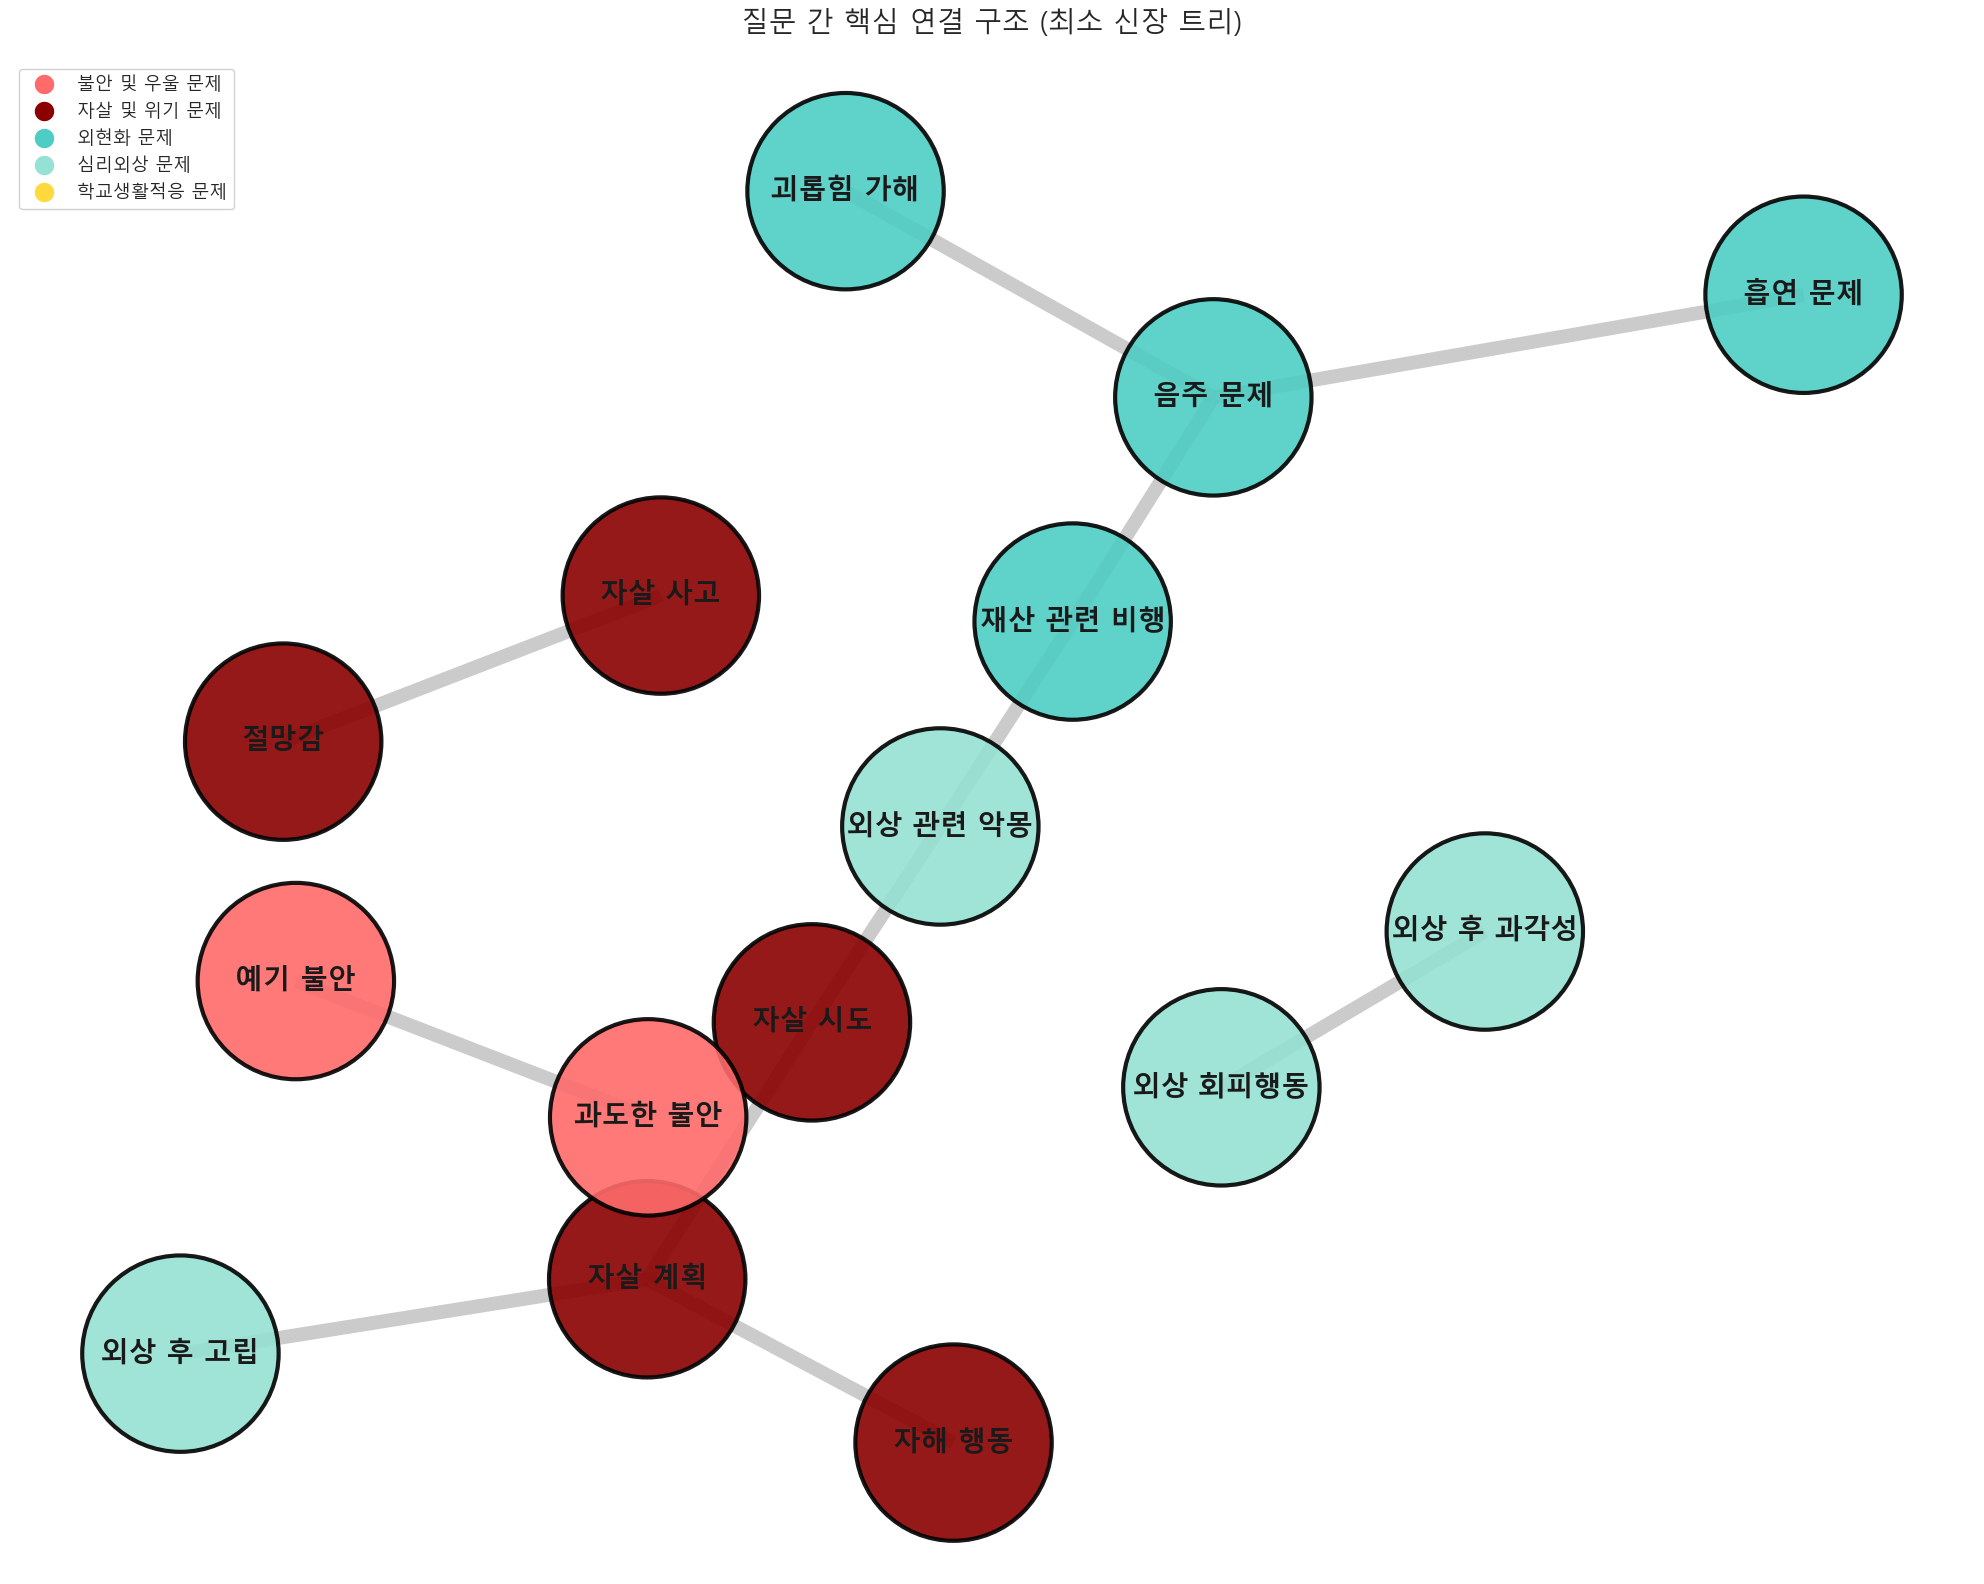 질문 간 핵심 연결 구조 (최소 신장 트리)
불안 및 우울 문제
자살 및 위기 문제
외현화 문제
심리외상 문제
학교생활적응 문제
괴롭힘 가해
흡연 문제
음주 문제
자살 사고
재산 관련 비행
절망감
외상 관련 악몽
외상 후 과각성
예기 불안
자살 시도
외상 회피행동
과도한 불안
자살 계획
외상 후 고립
자해 행동